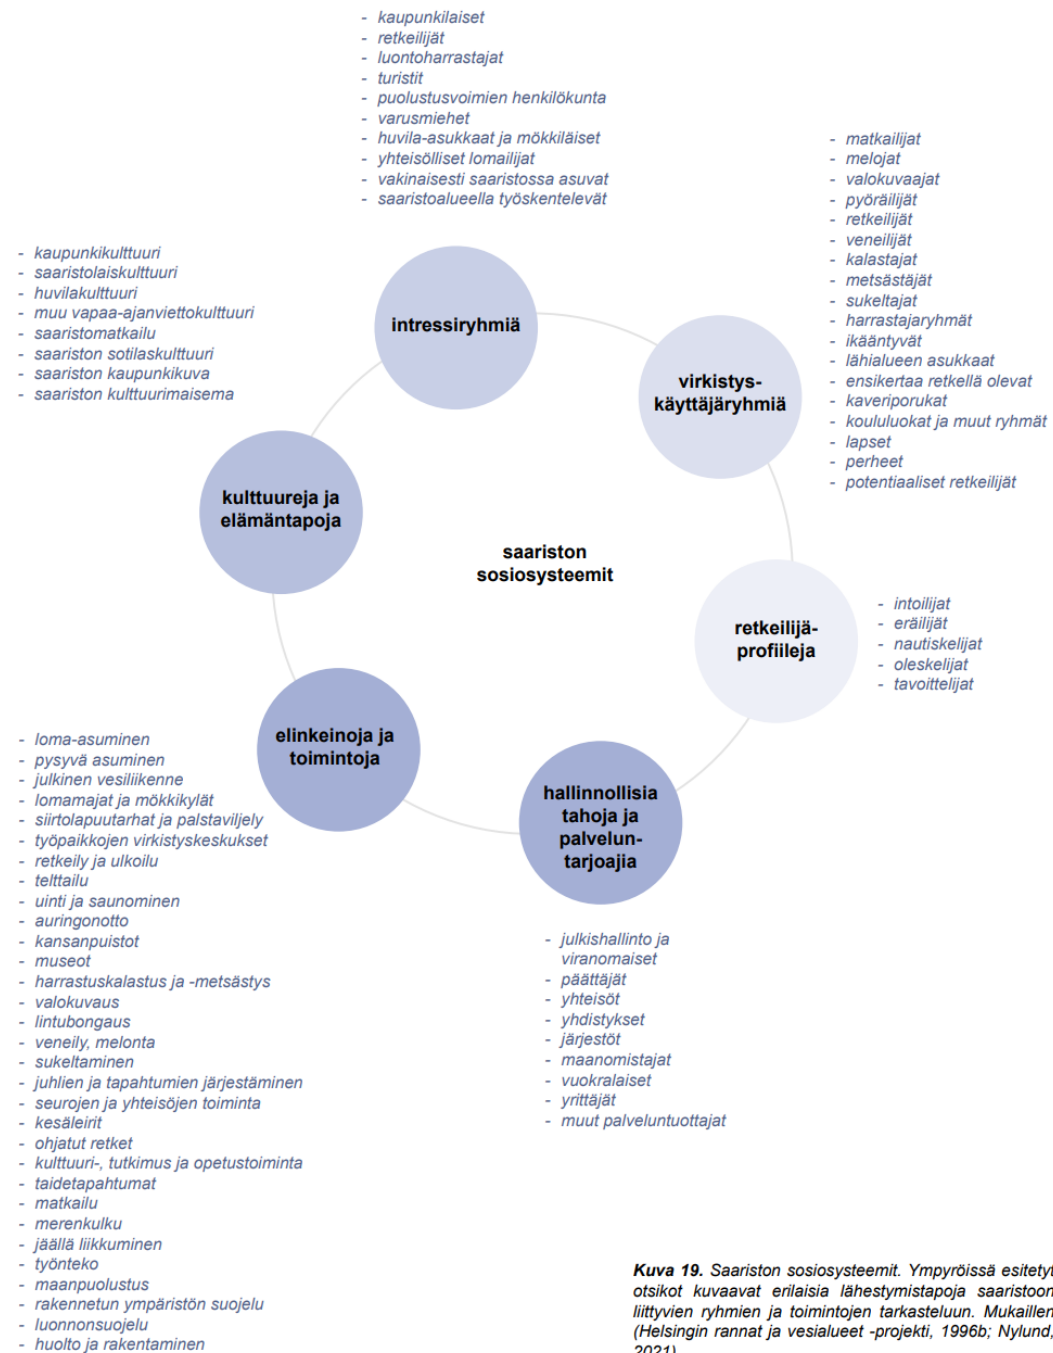 - kaupunkilaiset
- retkeilijät
- luontoharrastajat
- turistit
- puolustusvoimien henkilökunta
- varusmiehet
- huvila-asukkaat ja mökkiläiset
- yhteisölliset lomailijat
- vakinaisesti saaristossa asuvat
- saaristoalueella työskentelevät
intressiryhmiä
- matkailijat
- melojat
- valokuvaajat
- pyöräilijät
- retkeilijät
- veneilijät
- kalastajat
- metsästäjät
- sukeltajat
- harrastajaryhmät
- ikääntyvät
- lähialueen asukkaat
- ensikertaa retkellä olevat
- kaveriporukat
- koululuokat ja muut ryhmät
- lapset
- perheet
- potentiaaliset retkeilijät
virkistys-
käyttäjäryhmiä
- kaupunkikulttuuri
- saaristolaiskulttuuri
- huvilakulttuuri
- muu vapaa-ajanviettokulttuuri
- saaristomatkailu
- saariston sotilaskulttuuri
- saariston kaupunkikuva
- saariston kulttuurimaisema
kulttuureja ja
elämäntapoja
saariston
sosiosysteemit
retkeilijä-
profiileja
- intoilijat
- eräilijät
- nautiskelijat
- oleskelijat
- tavoittelijat
elinkeinoja ja
toimintoja
- loma-asuminen
- pysyvä asuminen
- julkinen vesiliikenne
- lomamajat ja mökkikylät
- siirtolapuutarhat ja palstaviljely
- työpaikkojen virkistyskeskukset
- retkeily ja ulkoilu
- telttailu
- uinti ja saunominen
- auringonotto
- kansanpuistot
- museot
- harrastuskalastus ja -metsästys
- valokuvaus
- lintubongaus
- veneily, melonta
- sukeltaminen
- juhlien ja tapahtumien järjestäminen
- seurojen ja yhteisöjen toiminta
- kesäleirit
- ohjatut retket
- kulttuuri-, tutkimus ja opetustoiminta
- taidetapahtumat
- matkailu
- merenkulku
- jäällä liikkuminen
- työnteko
- maanpuolustus
- rakennetun ympäristön suojelu
- luonnonsuojelu
- huolto ja rakentaminen
hallinnollisia
tahoja ja
palvelun-
tarjoajia
- julkishallinto ja
viranomaiset
- päättäjät
- yhteisöt
- yhdistykset
- järjestöt
- maanomistajat
- vuokralaiset
- yrittäjät
- muut palveluntuottajat
Kuva 19. Saariston sosiosysteemit. Ympyröissä esitetyt
otsikot kuvaavat erilaisia lähestymistapoja saaristoon
liittyvien ryhmien ja toimintojen tarkasteluun. Mukaillen
(Helsingin rannat ja vesialueet -projekti, 1996b; Nylund,
2021)